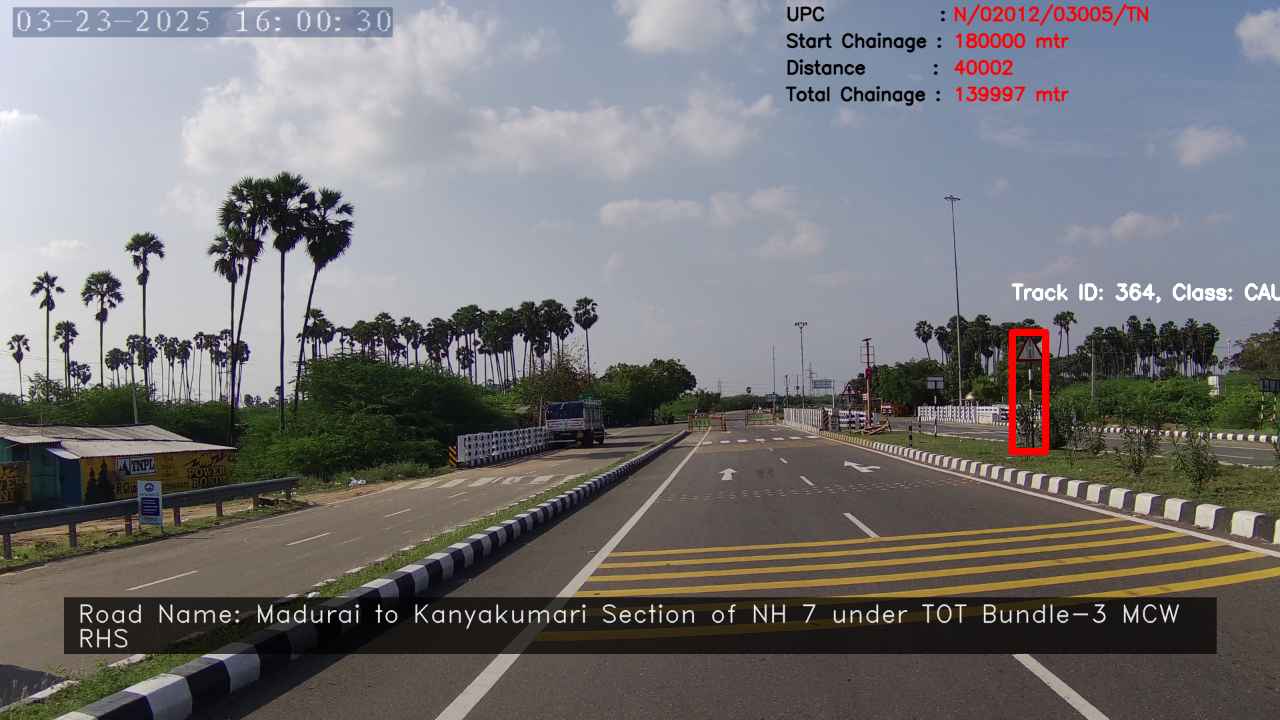 03-23-2025 16:00:30
UPC : N/02012/03005/TN
Start Chainage : 180000 mtr
Distance : 40002
Total Chainage : 139997 mtr
Track ID: 364, Class: CAU
TNPL
POWER
Road Name: Madurai to Kanyakumari Section of NH 7 under TOT Bundle-3 MCW
RHS